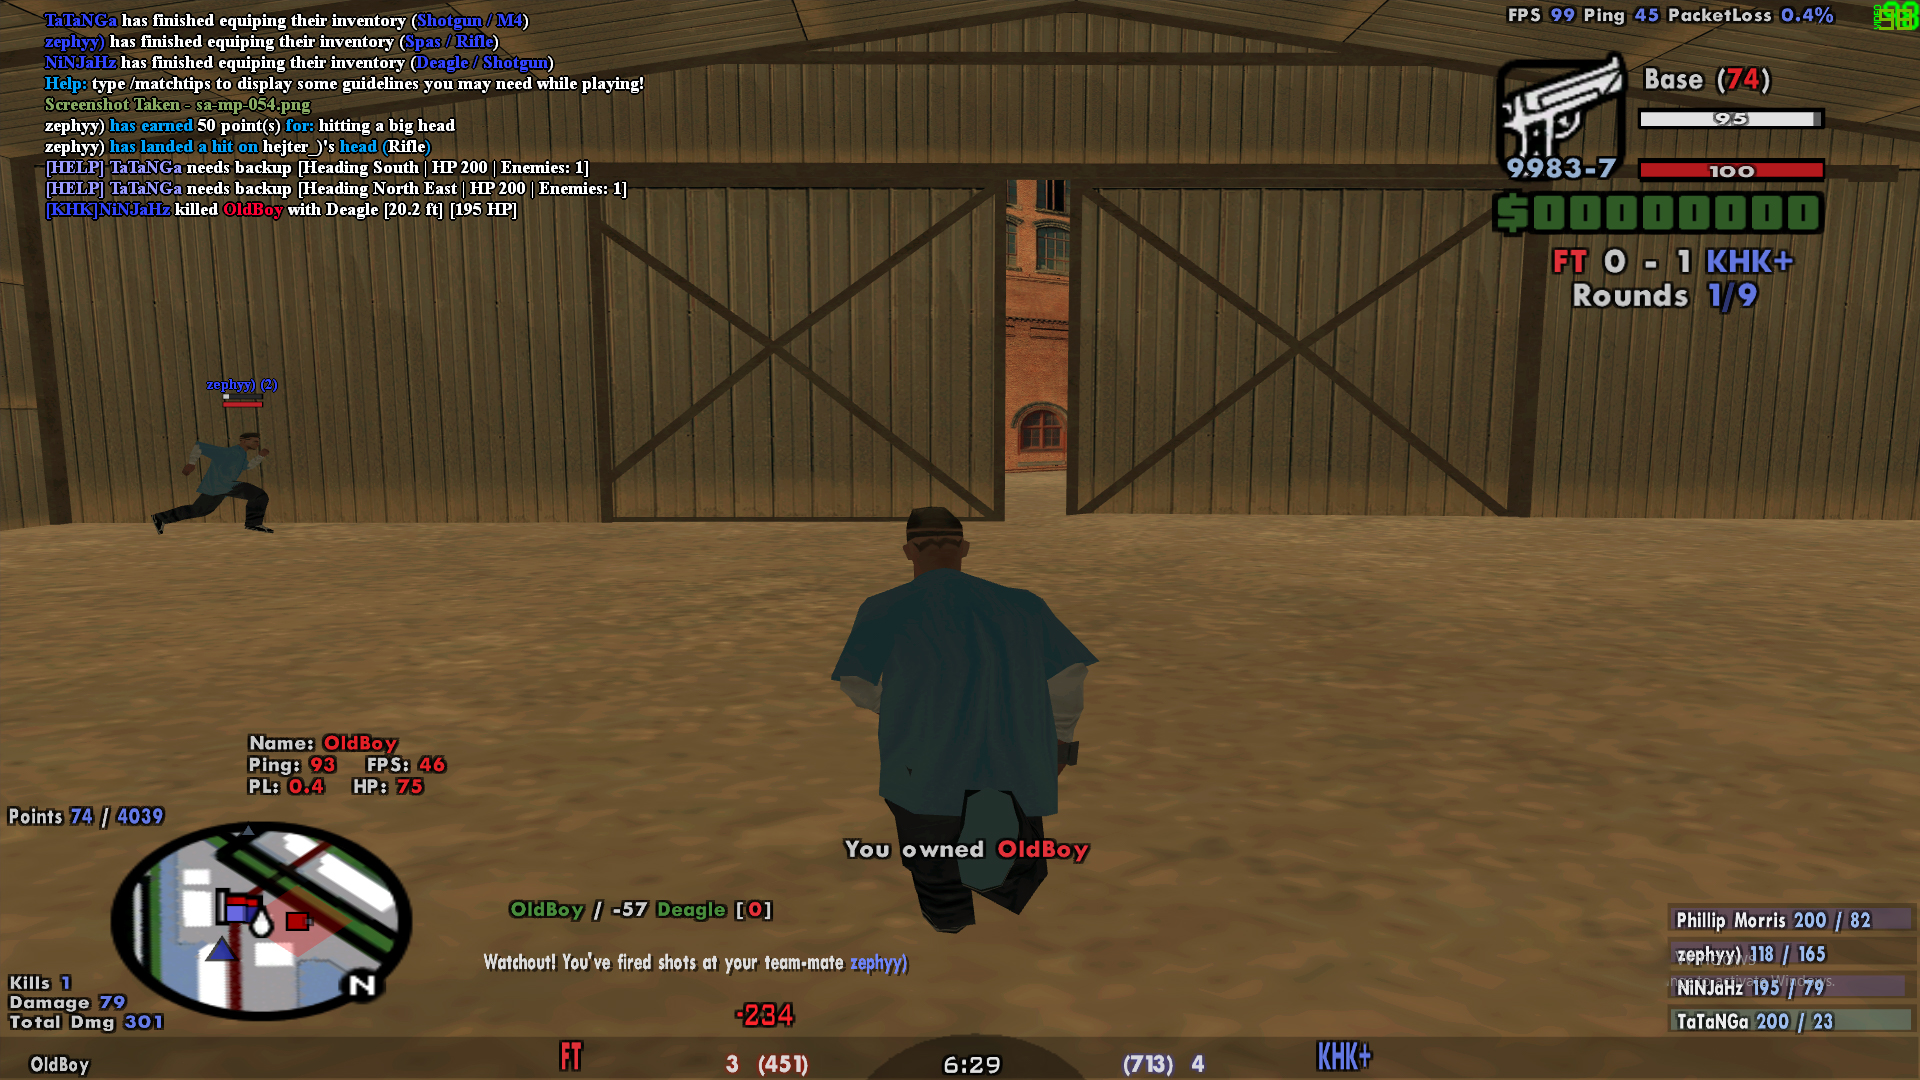 TaTaNGa has finished equiping their inventory (Shotgun / M4)
zephyy) has finished equiping their inventory (Spas / Rifle)
NiNJaHz has finished equiping their inventory (Deagle / Shotgun)
Help: type /matchtips to display some guidelines you may need while playing!
Screenshot Taken - sa-mp-054.png
zephyy) has earned 50 point(s) for: hitting a big head
zephyy) has landed a hit on hejter_)'s head (Rifle)
[HELP] TaTaNGa needs backup [Heading South | HP 200 | Enemies: 1]
[HELP] TaTaNGa needs backup [Heading North East | HP 200 | Enemies: 1]
[KHK]NiNJaHz killed OldBoy with Deagle [20.2 ft] [195 HP]
FPS 99 Ping 45 PacketLoss 0.4%
98
Base (74)
95
9983-7
100
$00000000
FT 0 - 1 KHK+
Rounds 1/9
zephyy) (2)
Name: OldBoy
Ping: 93 FPS: 46
PL: 0.4 HP: 75
Points 74 / 4039
N
Kills 1
Damage 79
Total Dmg 301
OldBoy
You owned OldBoy
OldBoy / -57 Deagle [0]
Watchout! You've fired shots at your team-mate zephyy)
-234
FT 3 (451) 6:29 (713) 4 KHK+
Phillip Morris 200 / 82
zephyy) 118 / 165
NiNJaHz 195 / 79
TaTaNGa 200 / 23